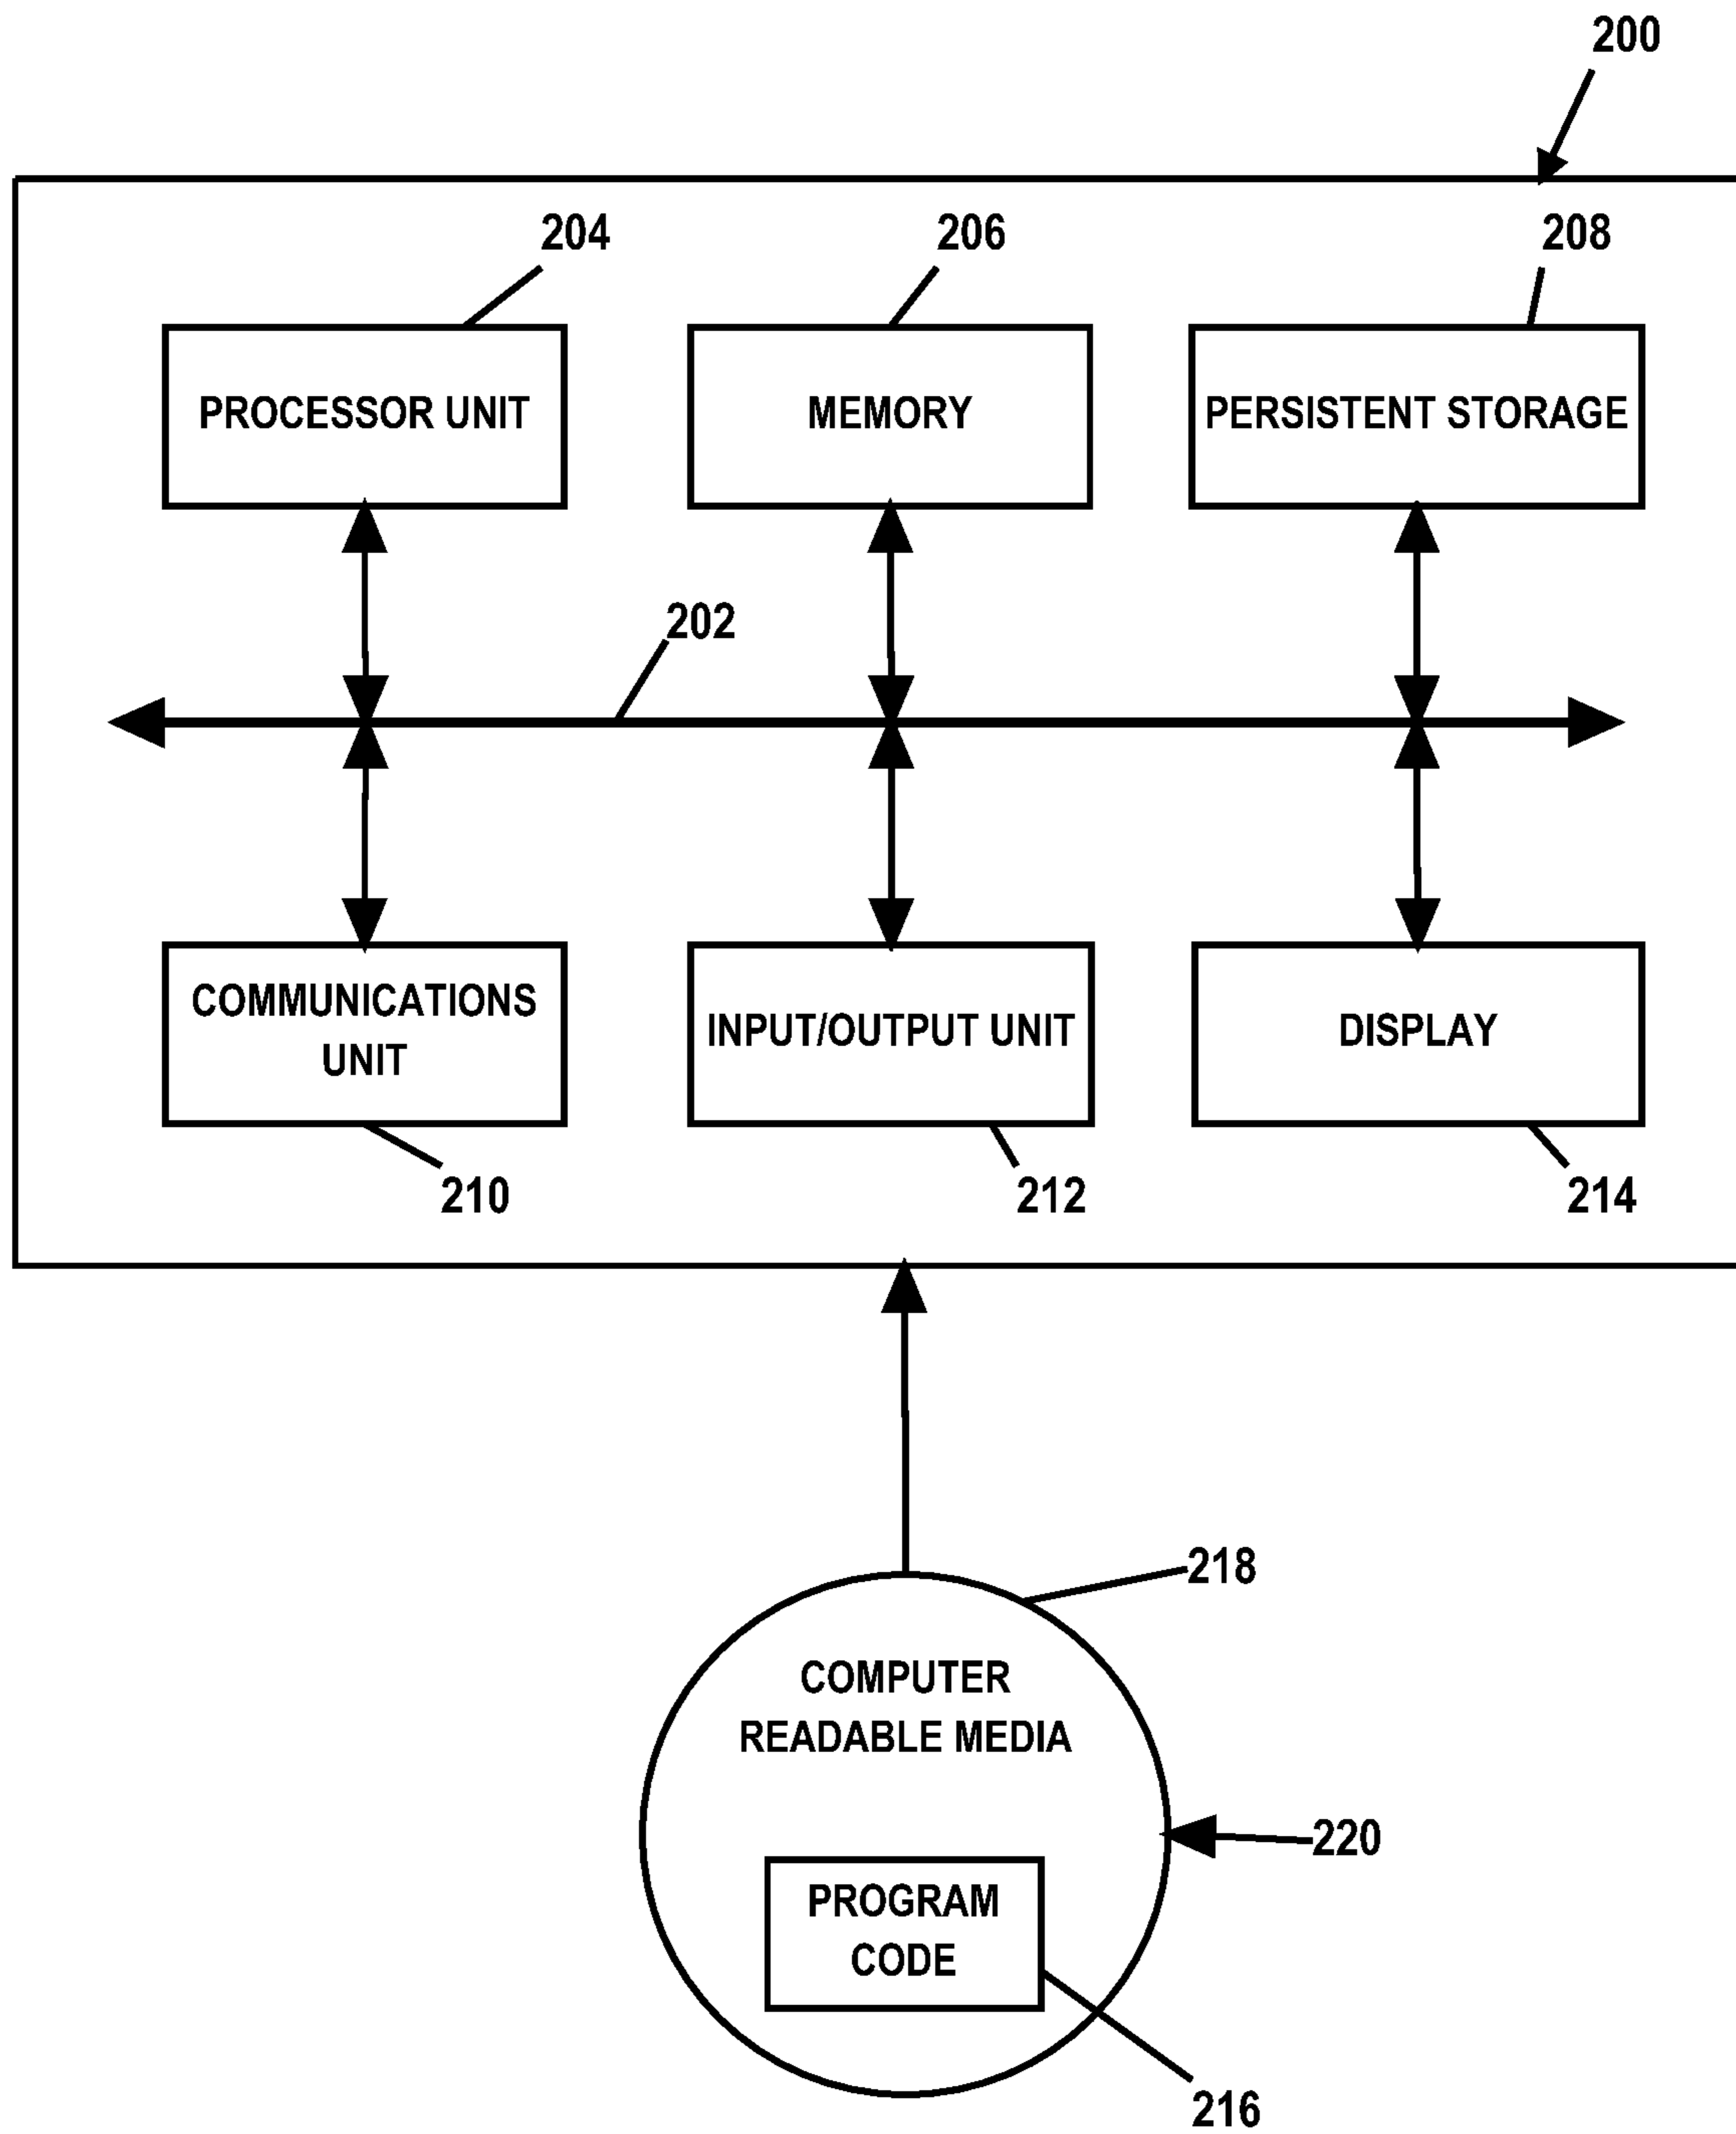 200
204
206
208
PROCESSOR UNIT
MEMORY
PERSISTENT STORAGE
202
COMMUNICATIONS
UNIT
INPUT/OUTPUT UNIT
DISPLAY
210
212
214
218
COMPUTER
READABLE MEDIA
220
PROGRAM
CODE
216